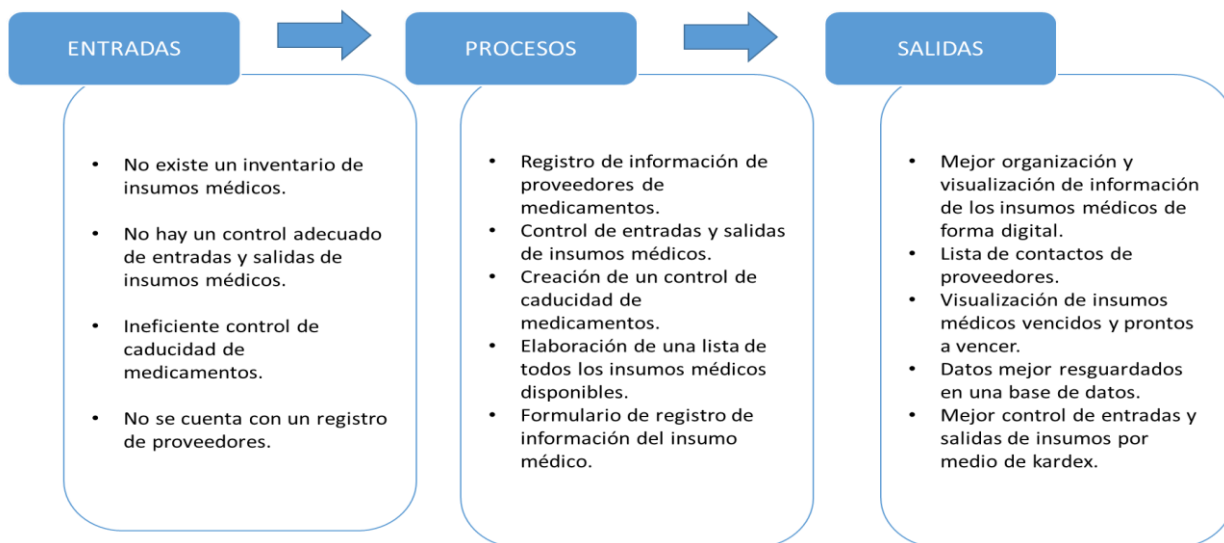 ENTRADAS
PROCESOS
SALIDAS
• No existe un inventario de
insumos médicos.
• No hay un control adecuado
de entradas y salidas de
insumos médicos.
• Ineficiente control de
caducidad de
medicamentos.
• No se cuenta con un registro
de proveedores.
• Registro de información de
proveedores de
medicamentos.
• Control de entradas y salidas
de insumos médicos.
• Creación de un control de
caducidad de
medicamentos.
• Elaboración de una lista de
todos los insumos médicos
disponibles.
• Formulario de registro de
información del insumo
médico.
• Mejor organización y
visualización de información
de los insumos médicos de
forma digital.
• Lista de contactos de
proveedores.
• Visualización de insumos
médicos vencidos y prontos
a vencer.
• Datos mejor resguardados
en una base de datos.
• Mejor control de entradas y
salidas de insumos por
medio de kardex.